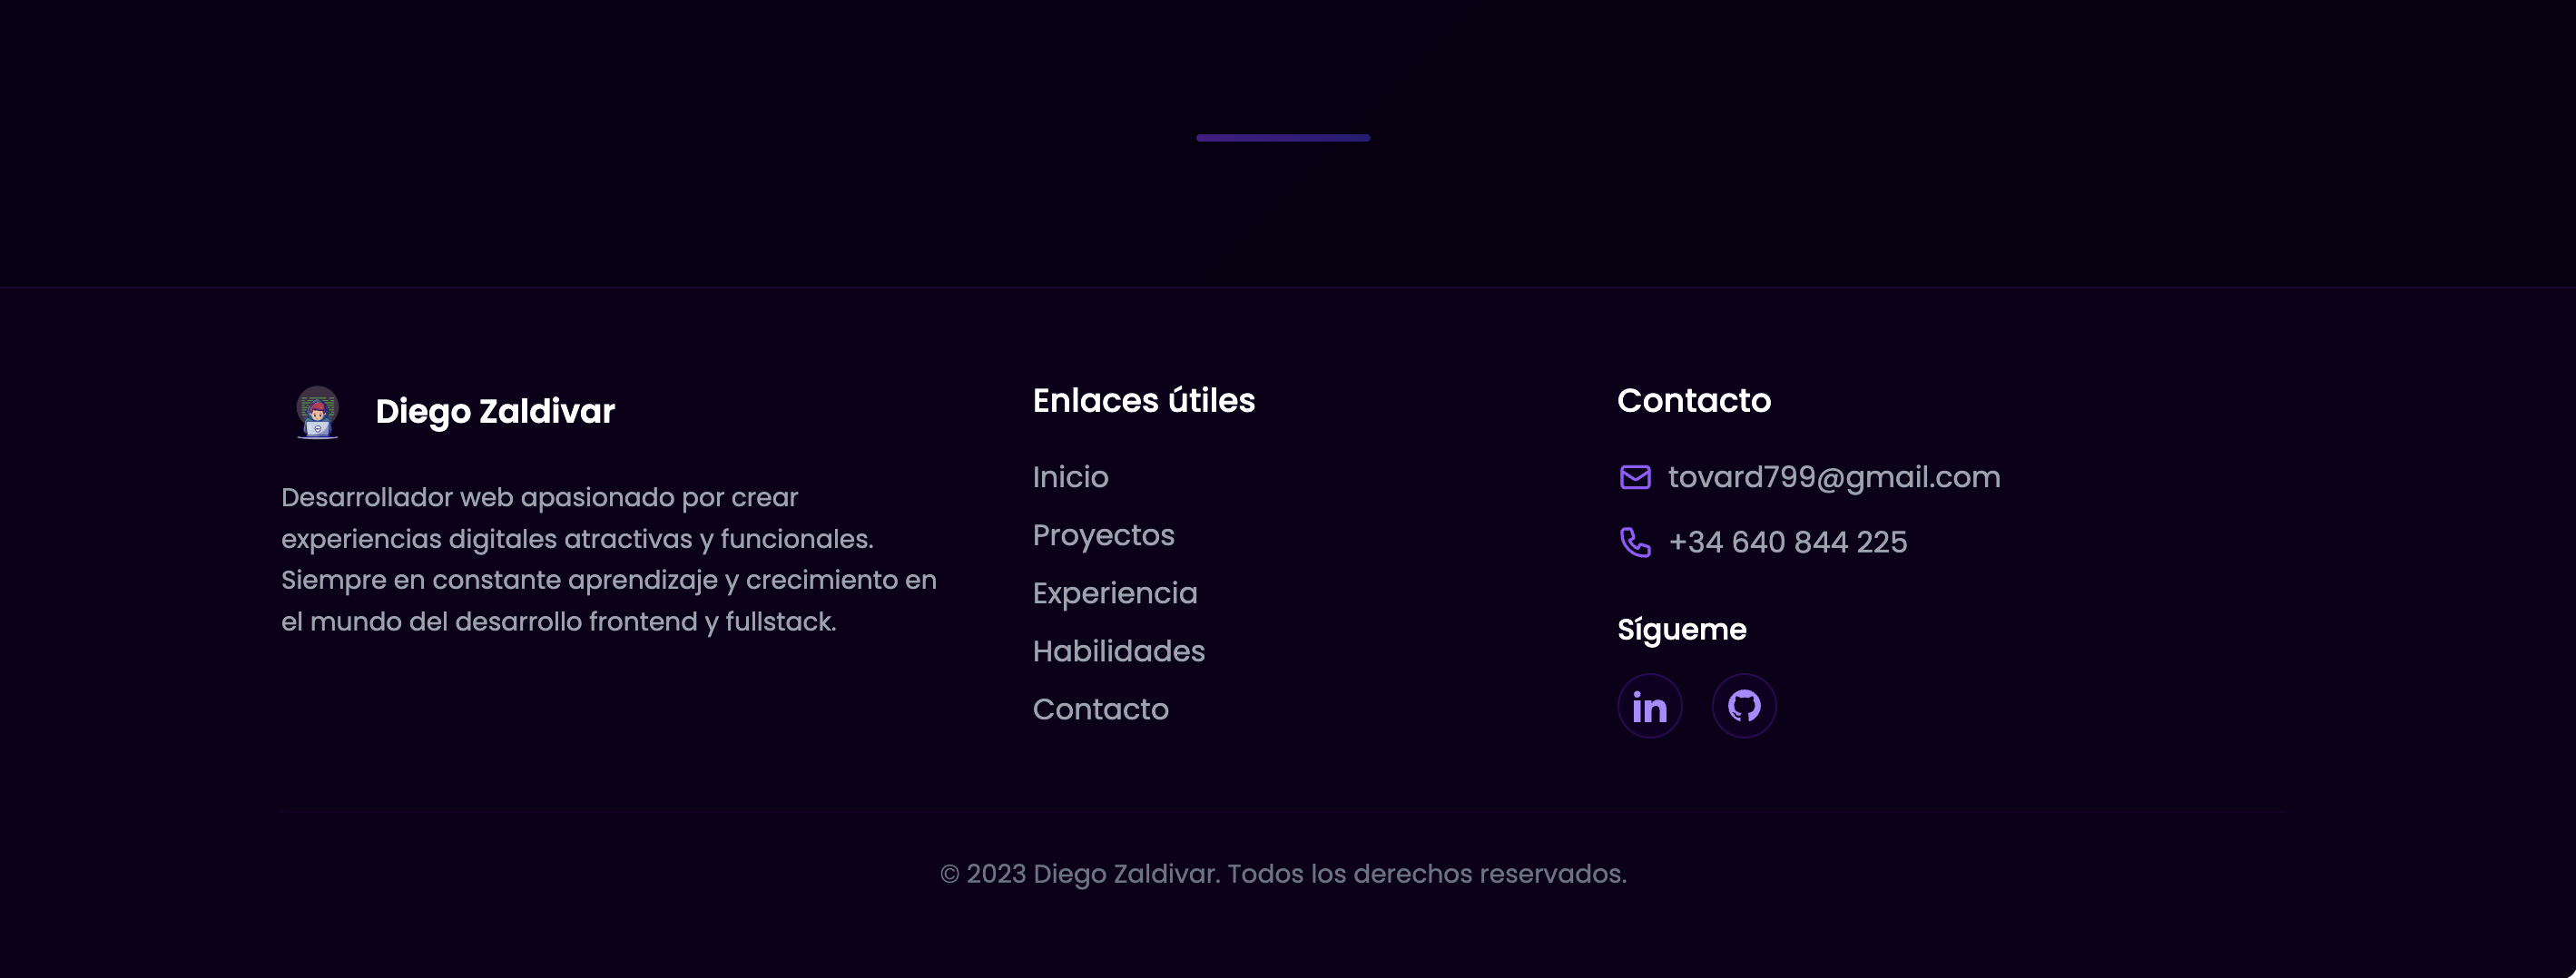 Diego Zaldivar
Desarrollador web apasionado por crear
experiencias digitales atractivas y funcionales.
Siempre en constante aprendizaje y crecimiento en
el mundo del desarrollo frontend y fullstack.
Enlaces útiles
Inicio
Proyectos
Experiencia
Habilidades
Contacto
Contacto
tovard799@gmail.com
+34 640 844 225
Sígueme
in
© 2023 Diego Zaldivar. Todos los derechos reservados.